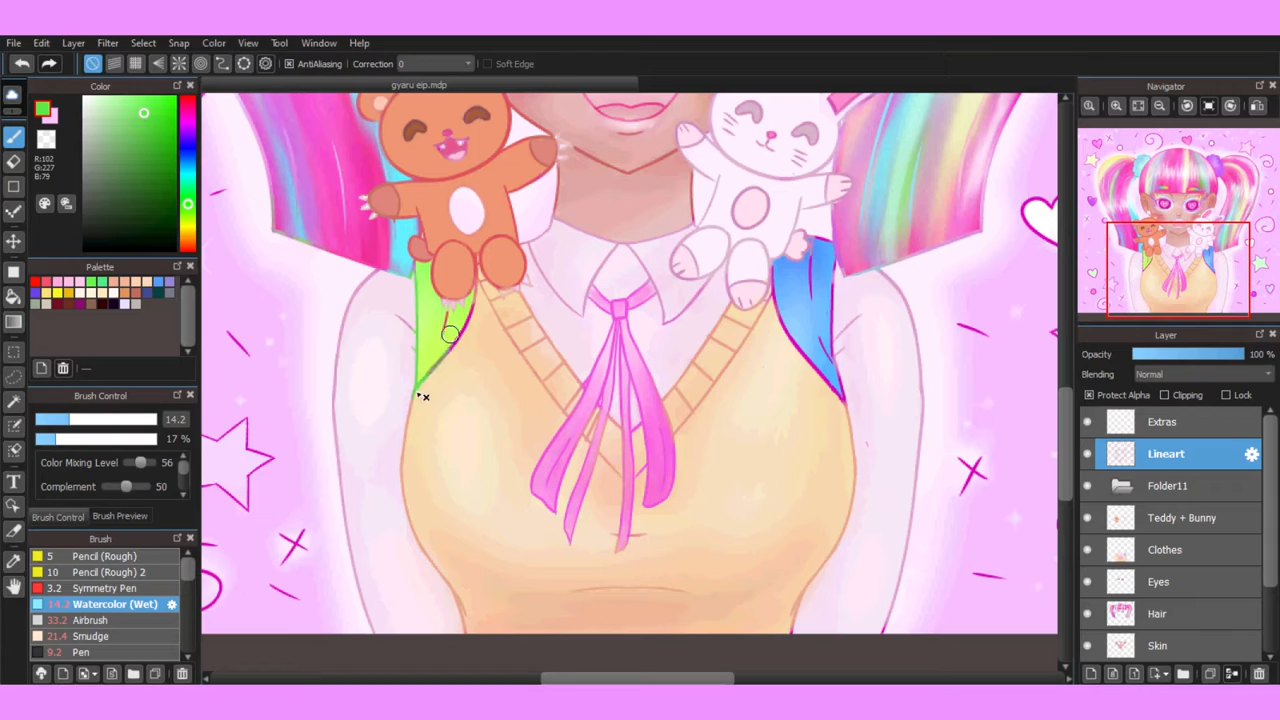 File Edit Layer Filter Select Snap Color View Tool Window Help
AntiAliasing Correction 0 Soft Edge
Color
gyaru eip.mdp
Navigator
R:102
G:227
B:79
Palette
Layer
Opacity 100 %
Blending Normal
Protect Alpha Clipping Lock
Brush Control
14.2
17 %
Color Mixing Level 56
Complement 50
Brush Control Brush Preview
Brush
5 Pencil (Rough)
10 Pencil (Rough) 2
3.2 Symmetry Pen
14.2 Watercolor (Wet)
33.2 Airbrush
21.4 Smudge
9.2 Pen
Extras
Lineart
Folder11
Teddy + Bunny
Clothes
Eyes
Hair
Skin